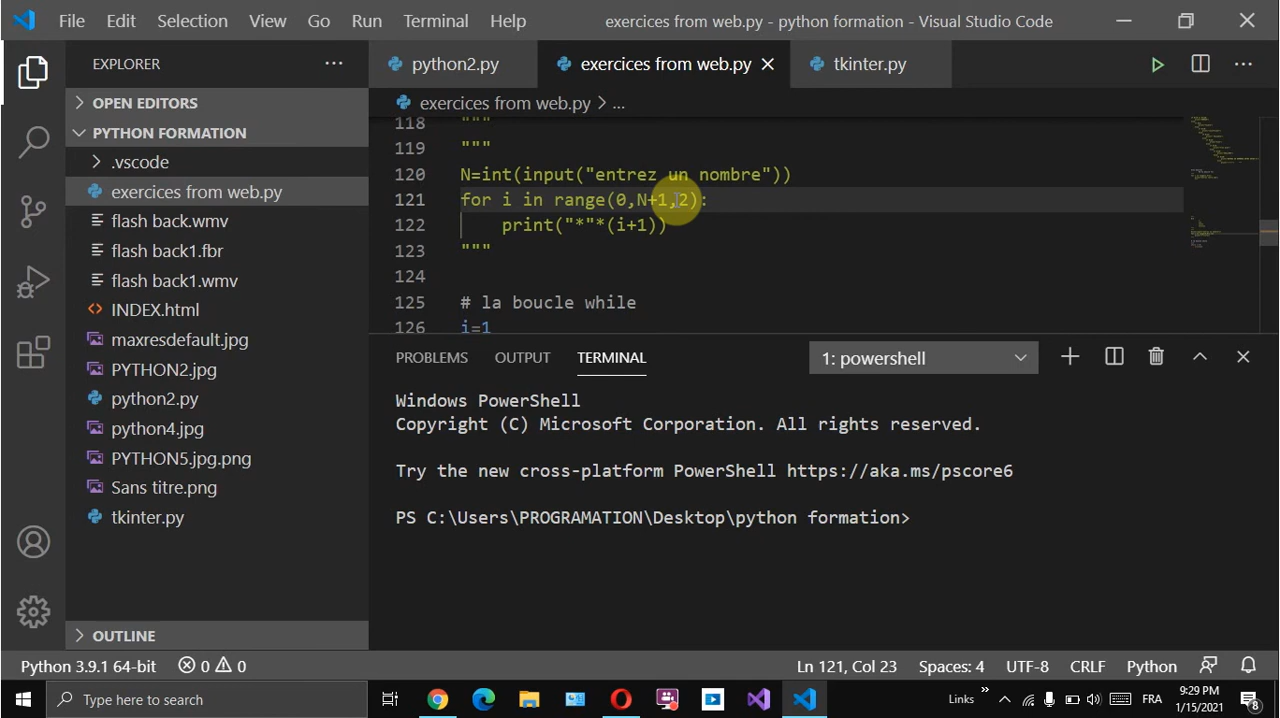 File Edit Selection View Go Run Terminal Help exercices from web.py - python formation - Visual Studio Code
EXPLORER ...
python2.py exercices from web.py tkinter.py
OPEN EDITORS
PYTHON FORMATION
.vscode
exercices from web.py
flash back.wmv
flash back1.fbr
flash back1.wmv
INDEX.html
maxresdefault.jpg
PYTHON2.jpg
python2.py
python4.jpg
PYTHON5.jpg.png
Sans titre.png
tkinter.py
OUTLINE
exercices from web.py > ...
118 """
119 """
120 N=int(input("entrez un nombre"))
121 for i in range(0,N+1,2):
122 print("*"*(i+1))
123 """
124
125 # la boucle while
126 i=1
PROBLEMS OUTPUT TERMINAL 1: powershell
Windows PowerShell
Copyright (C) Microsoft Corporation. All rights reserved.
Try the new cross-platform PowerShell https://aka.ms/pscore6
PS C:\Users\PROGRAMATION\Desktop\python formation>
Python 3.9.1 64-bit 0 0 Ln 121, Col 23 Spaces: 4 UTF-8 CRLF Python
Type here to search Links » FRA 9:29 PM 8
1/15/2021